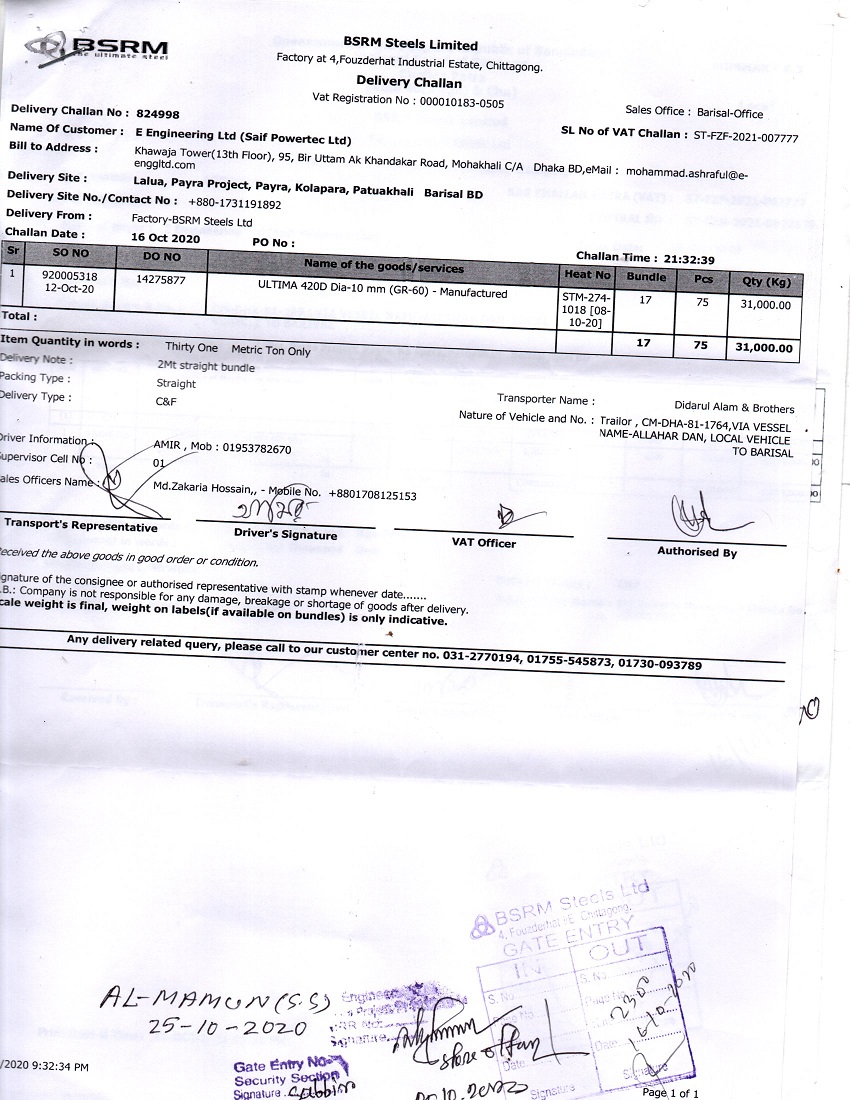 BSRM
the ultimate steel
BSRM Steels Limited
Factory at 4,Fouzderhat Industrial Estate, Chittagong.
Delivery Challan
Vat Registration No : 000010183-0505
Sales Office : Barisal-Office
Delivery Challan No : 824998
SL No of VAT Challan : ST-FZF-2021-007777
Name Of Customer : E Engineering Ltd (Saif Powertec Ltd)
Bill to Address : Khawaja Tower(13th Floor), 95, Bir Uttam Ak Khandakar Road, Mohakhali C/A Dhaka BD,eMail : mohammad.ashraful@e-
enggltd.com
Delivery Site : Lalua, Payra Project, Payra, Kolapara, Patuakhali Barisal BD
Delivery Site No./Contact No : +880-1731191892
Delivery From : Factory-BSRM Steels Ltd
Challan Date : 16 Oct 2020 PO No : Challan Time : 21:32:39
Sr SO NO DO NO Name of the goods/services Heat No Bundle Pcs Qty (Kg)
1 920005318 14275877 ULTIMA 420D Dia-10 mm (GR-60) - Manufactured STM-274- 17 75 31,000.00
12-Oct-20 1018 [08-
10-20]
Total : 17 75 31,000.00
Item Quantity in words : Thirty One Metric Ton Only
Delivery Note : 2Mt straight bundle
Packing Type : Straight
Delivery Type : C&F
Transporter Name : Didarul Alam & Brothers
Nature of Vehicle and No. : Trailor , CM-DHA-81-1764,VIA VESSEL
NAME-ALLAHAR DAN, LOCAL VEHICLE
TO BARISAL
river Information : AMIR , Mob : 01953782670
upervisor Cell No : 01
ales Officers Name : Md.Zakaria Hossain,, - Mobile No. +8801708125153
Transport's Representative
Driver's Signature
VAT Officer
Authorised By
eceived the above goods in good order or condition.
gnature of the consignee or authorised representative with stamp whenever date.......
.B.: Company is not responsible for any damage, breakage or shortage of goods after delivery.
cale weight is final, weight on labels(if available on bundles) is only indicative.
Any delivery related query, please call to our customer center no. 031-2770194, 01755-545873, 01730-093789
BSRM Steels Ltd
4, Fouzderhat I.E. Chittagong.
GATE ENTRY
IN OUT
S. No.
S. No.
Date
Signature
2300
16/10/2020
AL-MAMUN (S.S)
25-10-2020
Signature
Store
Gate Entry No
Security Section
Signature
/2020 9:32:34 PM
Page 1 of 1